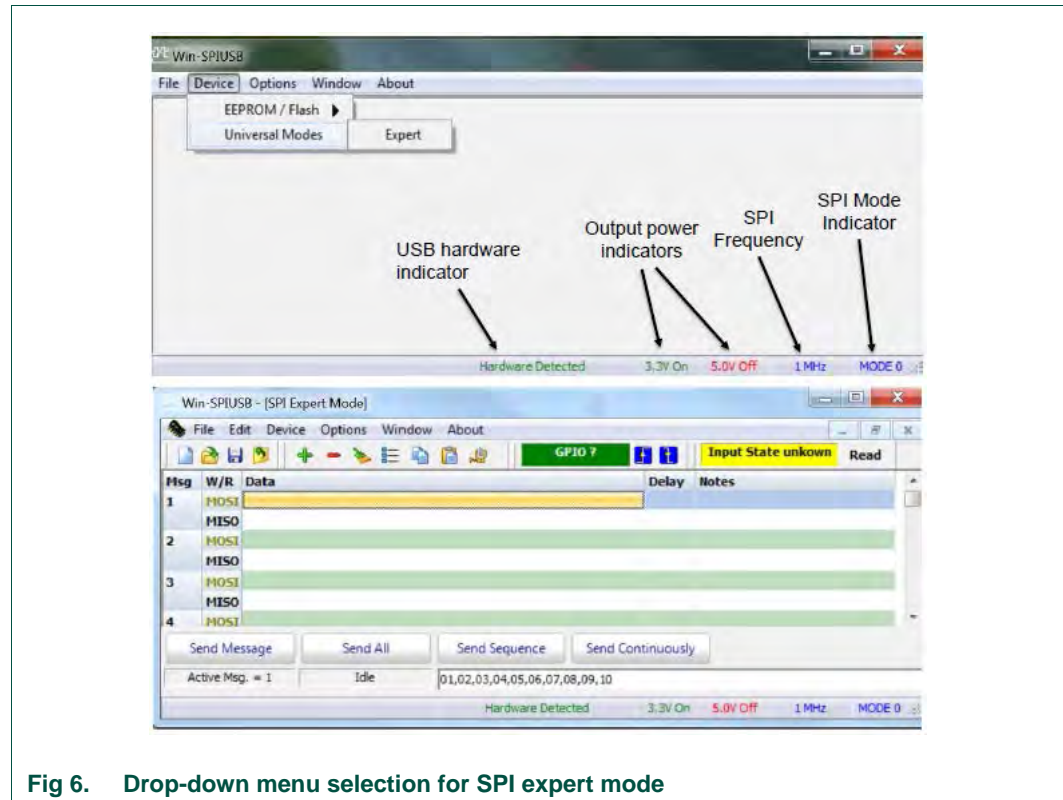 Win-SPIUSB
File Device Options Window About
EEPROM / Flash
Universal Modes Expert
USB hardware
indicator
Output power
indicators
SPI
Frequency
SPI Mode
Indicator
Hardware Detected 3.3V On 5.0V Off 1 MHz MODE 0
Win-SPIUSB - [SPI Expert Mode]
File Edit Device Options Window About
GPIO ? Input State unkown Read
Msg W/R Data Delay Notes
1 MOSI
MISO
2 MOSI
MISO
3 MOSI
MISO
4 MOSI
Send Message Send All Send Sequence Send Continuously
Active Msg. = 1 Idle 01,02,03,04,05,06,07,08,09,10
Hardware Detected 3.3V On 5.0V Off 1 MHz MODE 0
Fig 6. Drop-down menu selection for SPI expert mode